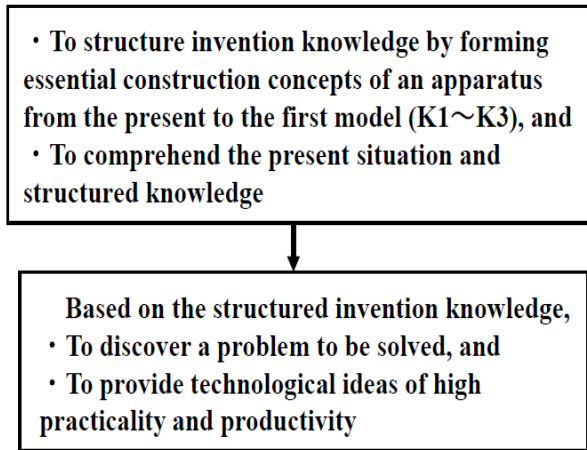 ・To structure invention knowledge by forming
essential construction concepts of an apparatus
from the present to the first model (K1～K3), and
・To comprehend the present situation and
structured knowledge
Based on the structured invention knowledge,
・To discover a problem to be solved, and
・To provide technological ideas of high
practicality and productivity